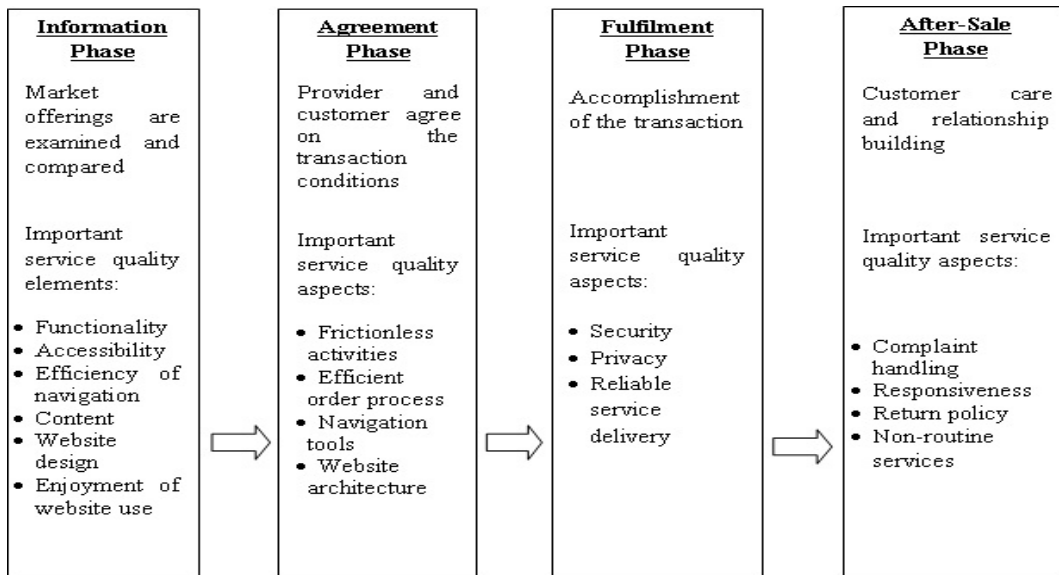 Information
Phase
Market
offerings are
examined and
compared
Important
service quality
elements:
• Functionality
• Accessibility
• Efficiency of
navigation
• Content
• Website
design
• Enjoyment of
website use
Agreement
Phase
Provider and
customer agree
on the
transaction
conditions
Important
service quality
aspects:
• Frictionless
activities
• Efficient
order process
• Navigation
tools
• Website
architecture
Fulfilment
Phase
Accomplishment
of the transaction
Important
service quality
aspects:
• Security
• Privacy
• Reliable
service
delivery
After-Sale
Phase
Customer care
and relationship
building
Important service
quality aspects:
• Complaint
handling
• Responsiveness
• Return policy
• Non-routine
services